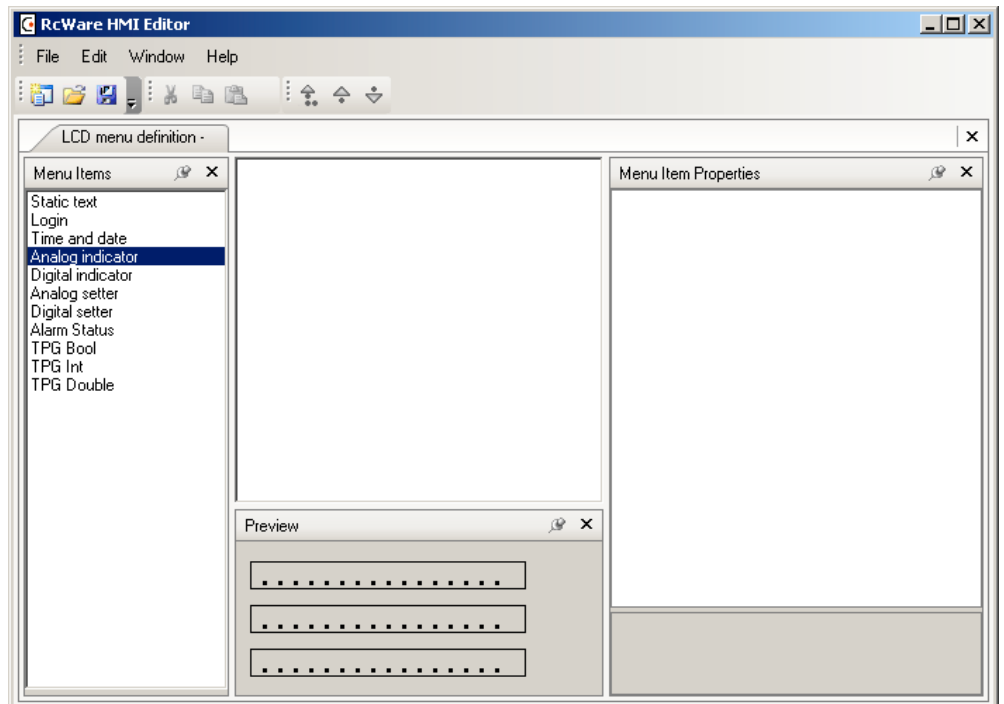 RcWare HMI Editor
File Edit Window Help
LCD menu definition -
Menu Items
Static text
Login
Time and date
Analog indicator
Digital indicator
Analog setter
Digital setter
Alarm Status
TPG Bool
TPG Int
TPG Double
Preview
................
................
................
Menu Item Properties